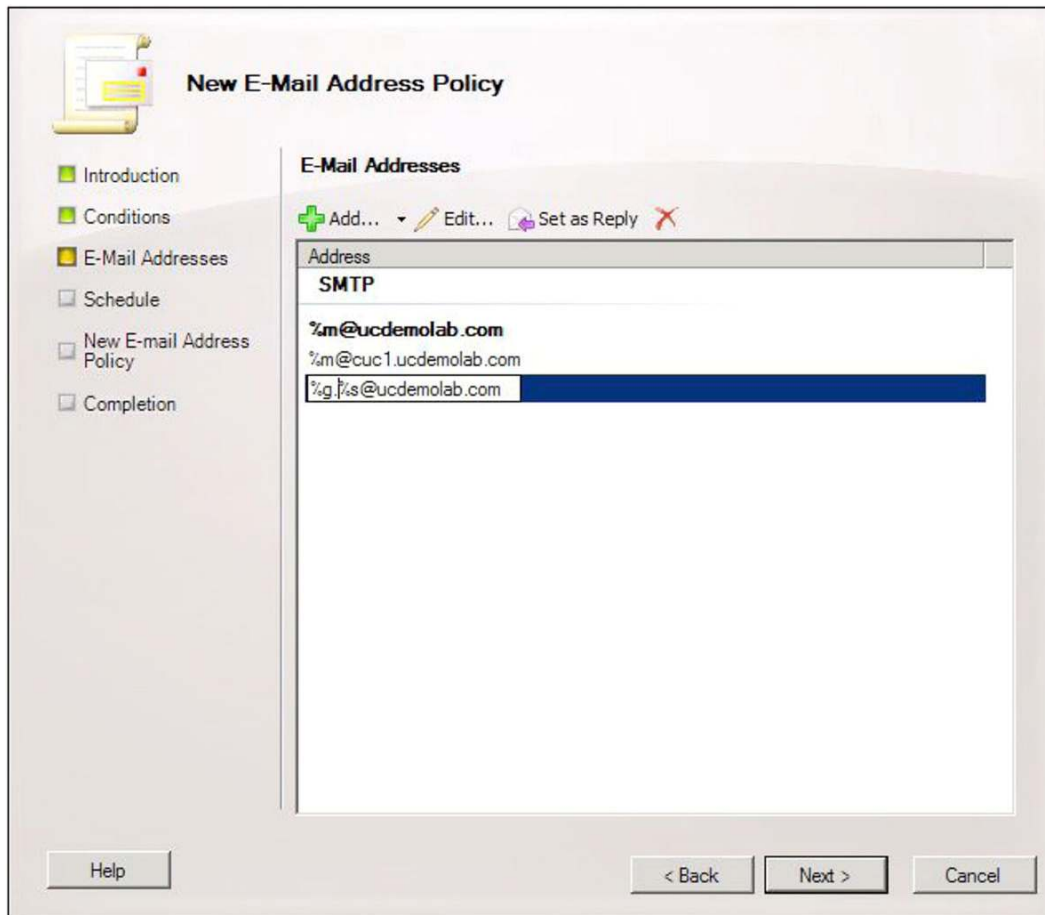 New E-Mail Address Policy
Introduction
Conditions
E-Mail Addresses
Schedule
New E-mail Address
Policy
Completion
E-Mail Addresses
Add... Edit... Set as Reply
Address
SMTP
%m@ucdemolab.com
%m@cuc1.ucdemolab.com
%g.%s@ucdemolab.com
Help
< Back
Next >
Cancel